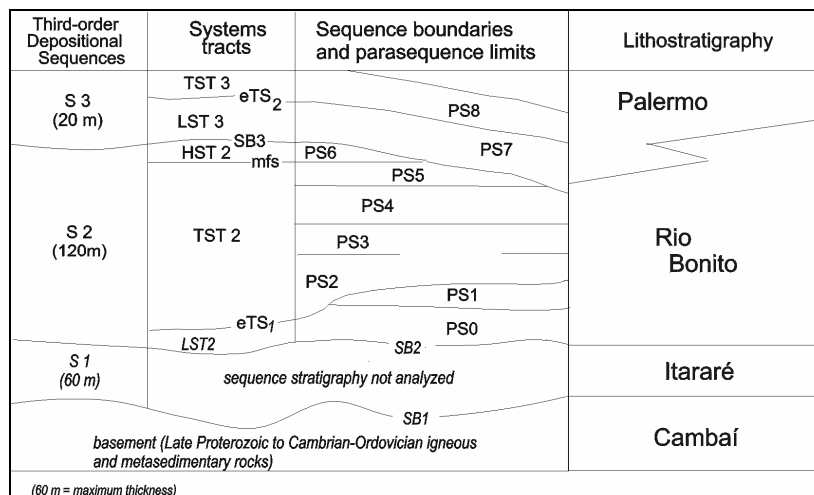 Third-order
Depositional
Sequences
Systems
tracts
Sequence boundaries
and parasequence limits
Lithostratigraphy
S 3
(20 m)
TST 3
eTS2
LST 3
SB3
HST 2
mfs
PS8
PS7
PS6
PS5
Palermo
S 2
(120m)
TST 2
PS4
PS3
PS2
PS1
PS0
Rio
Bonito
eTS1
LST2
SB2
S 1
(60 m)
sequence stratigraphy not analyzed
Itararé
SB1
basement (Late Proterozoic to Cambrian-Ordovician igneous
and metasedimentary rocks)
Cambaí
(60 m = maximum thickness)